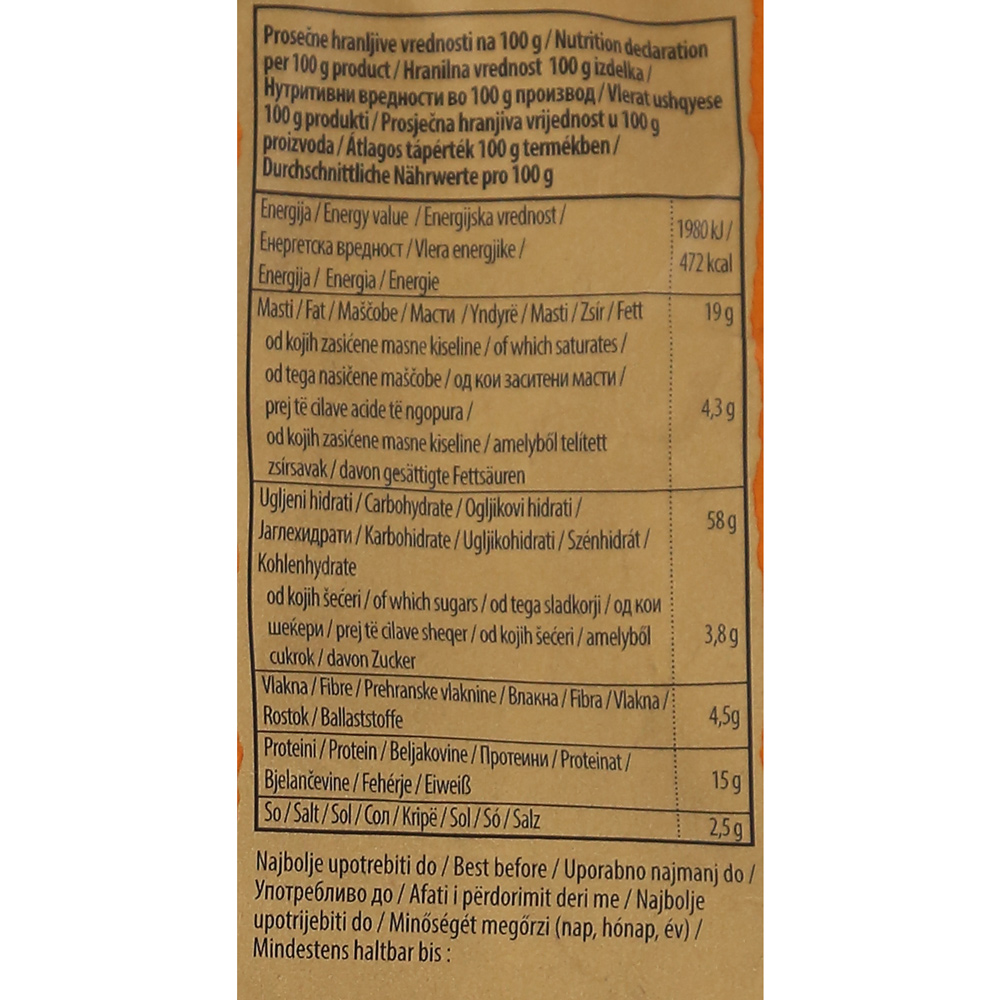 Prosečne hranljive vrednosti na 100 g / Nutrition declaration
per 100 g product / Hranilna vrednost 100 g izdelka /
Нутритивни вредности во 100 g производ / Vlerat ushqyese
100 g produkti / Prosječna hranjiva vrijednost u 100 g
proizvoda / Átlagos tápérték 100 g termékben /
Durchschnittliche Nährwerte pro 100 g
Energija / Energy value / Energijska vrednost /
Енергетска вредност / Vlera energjike /
Energija / Energia / Energie
1980 kJ /
472 kcal
Masti / Fat / Maščobe / Масти / Yndyrë / Masti / Zsír / Fett
19 g
od kojih zasićene masne kiseline / of which saturates /
od tega nasičene maščobe / од кои заситени масти /
prej të cilave acide të ngopura /
od kojih zasićene masne kiseline / amelyből telített
zsírsavak / davon gesättigte Fettsäuren
4,3 g
Ugljeni hidrati / Carbohydrate / Ogljikovi hidrati /
Јаглехидрати / Karbohidrate / Ugljikohidrati / Szénhidrát /
Kohlenhydrate
58 g
od kojih šećeri / of which sugars / od tega sladkorji / од кои
шеќери / prej të cilave sheqer / od kojih šećeri / amelyből
cukrok / davon Zucker
3,8 g
Vlakna / Fibre / Prehranske vlaknine / Влакна / Fibra / Vlakna /
Rostok / Ballaststoffe
4,5g
Proteini / Protein / Beljakovine / Протеини / Proteinat /
Bjelančevine / Fehérje / Eiweiß
15 g
So / Salt / Sol / Сол / Kripë / Sol / Só / Salz
2,5 g
Najbolje upotrebiti do / Best before / Uporabno najmanj do /
Употребливо до / Afati i përdorimit deri me / Najbolje
upotrijebiti do / Minőségét megőrzi (nap, hónap, év) /
Mindestens haltbar bis :